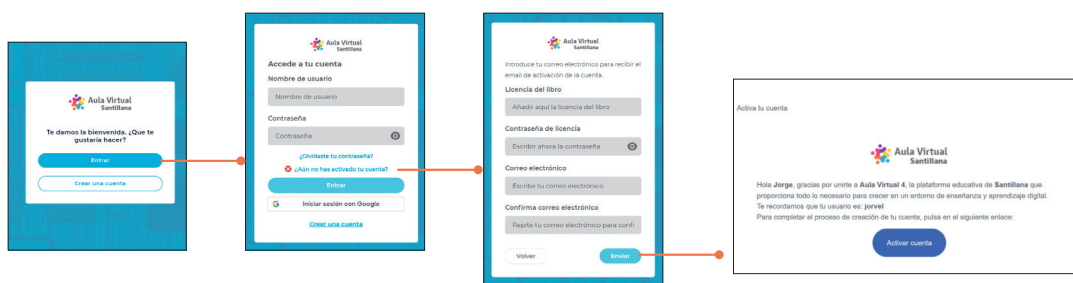 Aula Virtual
Santillana
Te damos la bienvenida. ¿Que te
gustaría hacer?
Entrar
Crear una cuenta
Aula Virtual
Santillana
Accede a tu cuenta
Nombre de usuario
Nombre de usuario
Contraseña
Contraseña
¿Olvidaste tu contraseña?
¿Aún no has activado tu cuenta?
Entrar
G Iniciar sesión con Google
Crear una cuenta
Aula Virtual
Santillana
Introduce tu correo electrónico para recibir el
email de activación de la cuenta.
Licencia del libro
Añadir aquí la licencia del libro
Contraseña de licencia
Escribir ahora la contraseña
Correo electrónico
Escribe tu correo electrónico
Confirma correo electrónico
Repite tu correo electrónico para confi
Volver
Enviar
Activa tu cuenta
Aula Virtual
Santillana
Hola Jorge, gracias por unirte a Aula Virtual 4, la plataforma educativa de Santillana que
proporciona todo lo necesario para crecer en un entorno de enseñanza y aprendizaje digital.
Te recordamos que tu usuario es: jorvel
Para completar el proceso de creación de tu cuenta, pulsa en el siguiente enlace:
Activar cuenta